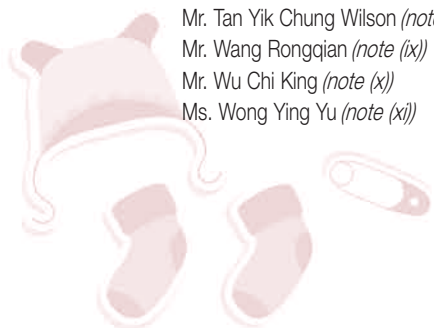 Mr. Tan Yik Chung Wilson (note
Mr. Wang Rongqian (note (ix))
Mr. Wu Chi King (note (x))
Ms. Wong Ying Yu (note (xi))